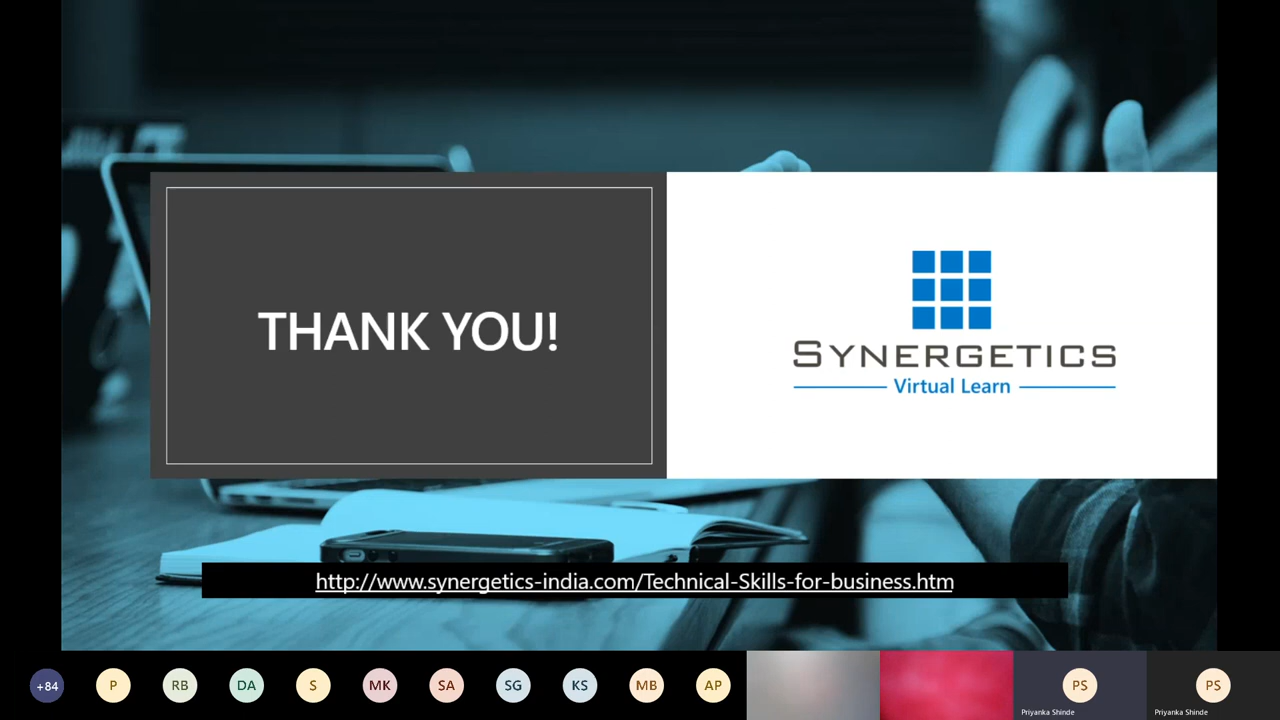 THANK YOU!
SYNERGETICS
Virtual Learn
http://www.synergetics-india.com/Technical-Skills-for-business.htm
+84
P
RB
DA
S
MK
SA
SG
KS
MB
AP
PS
Priyanka Shinde
PS
Priyanka Shinde